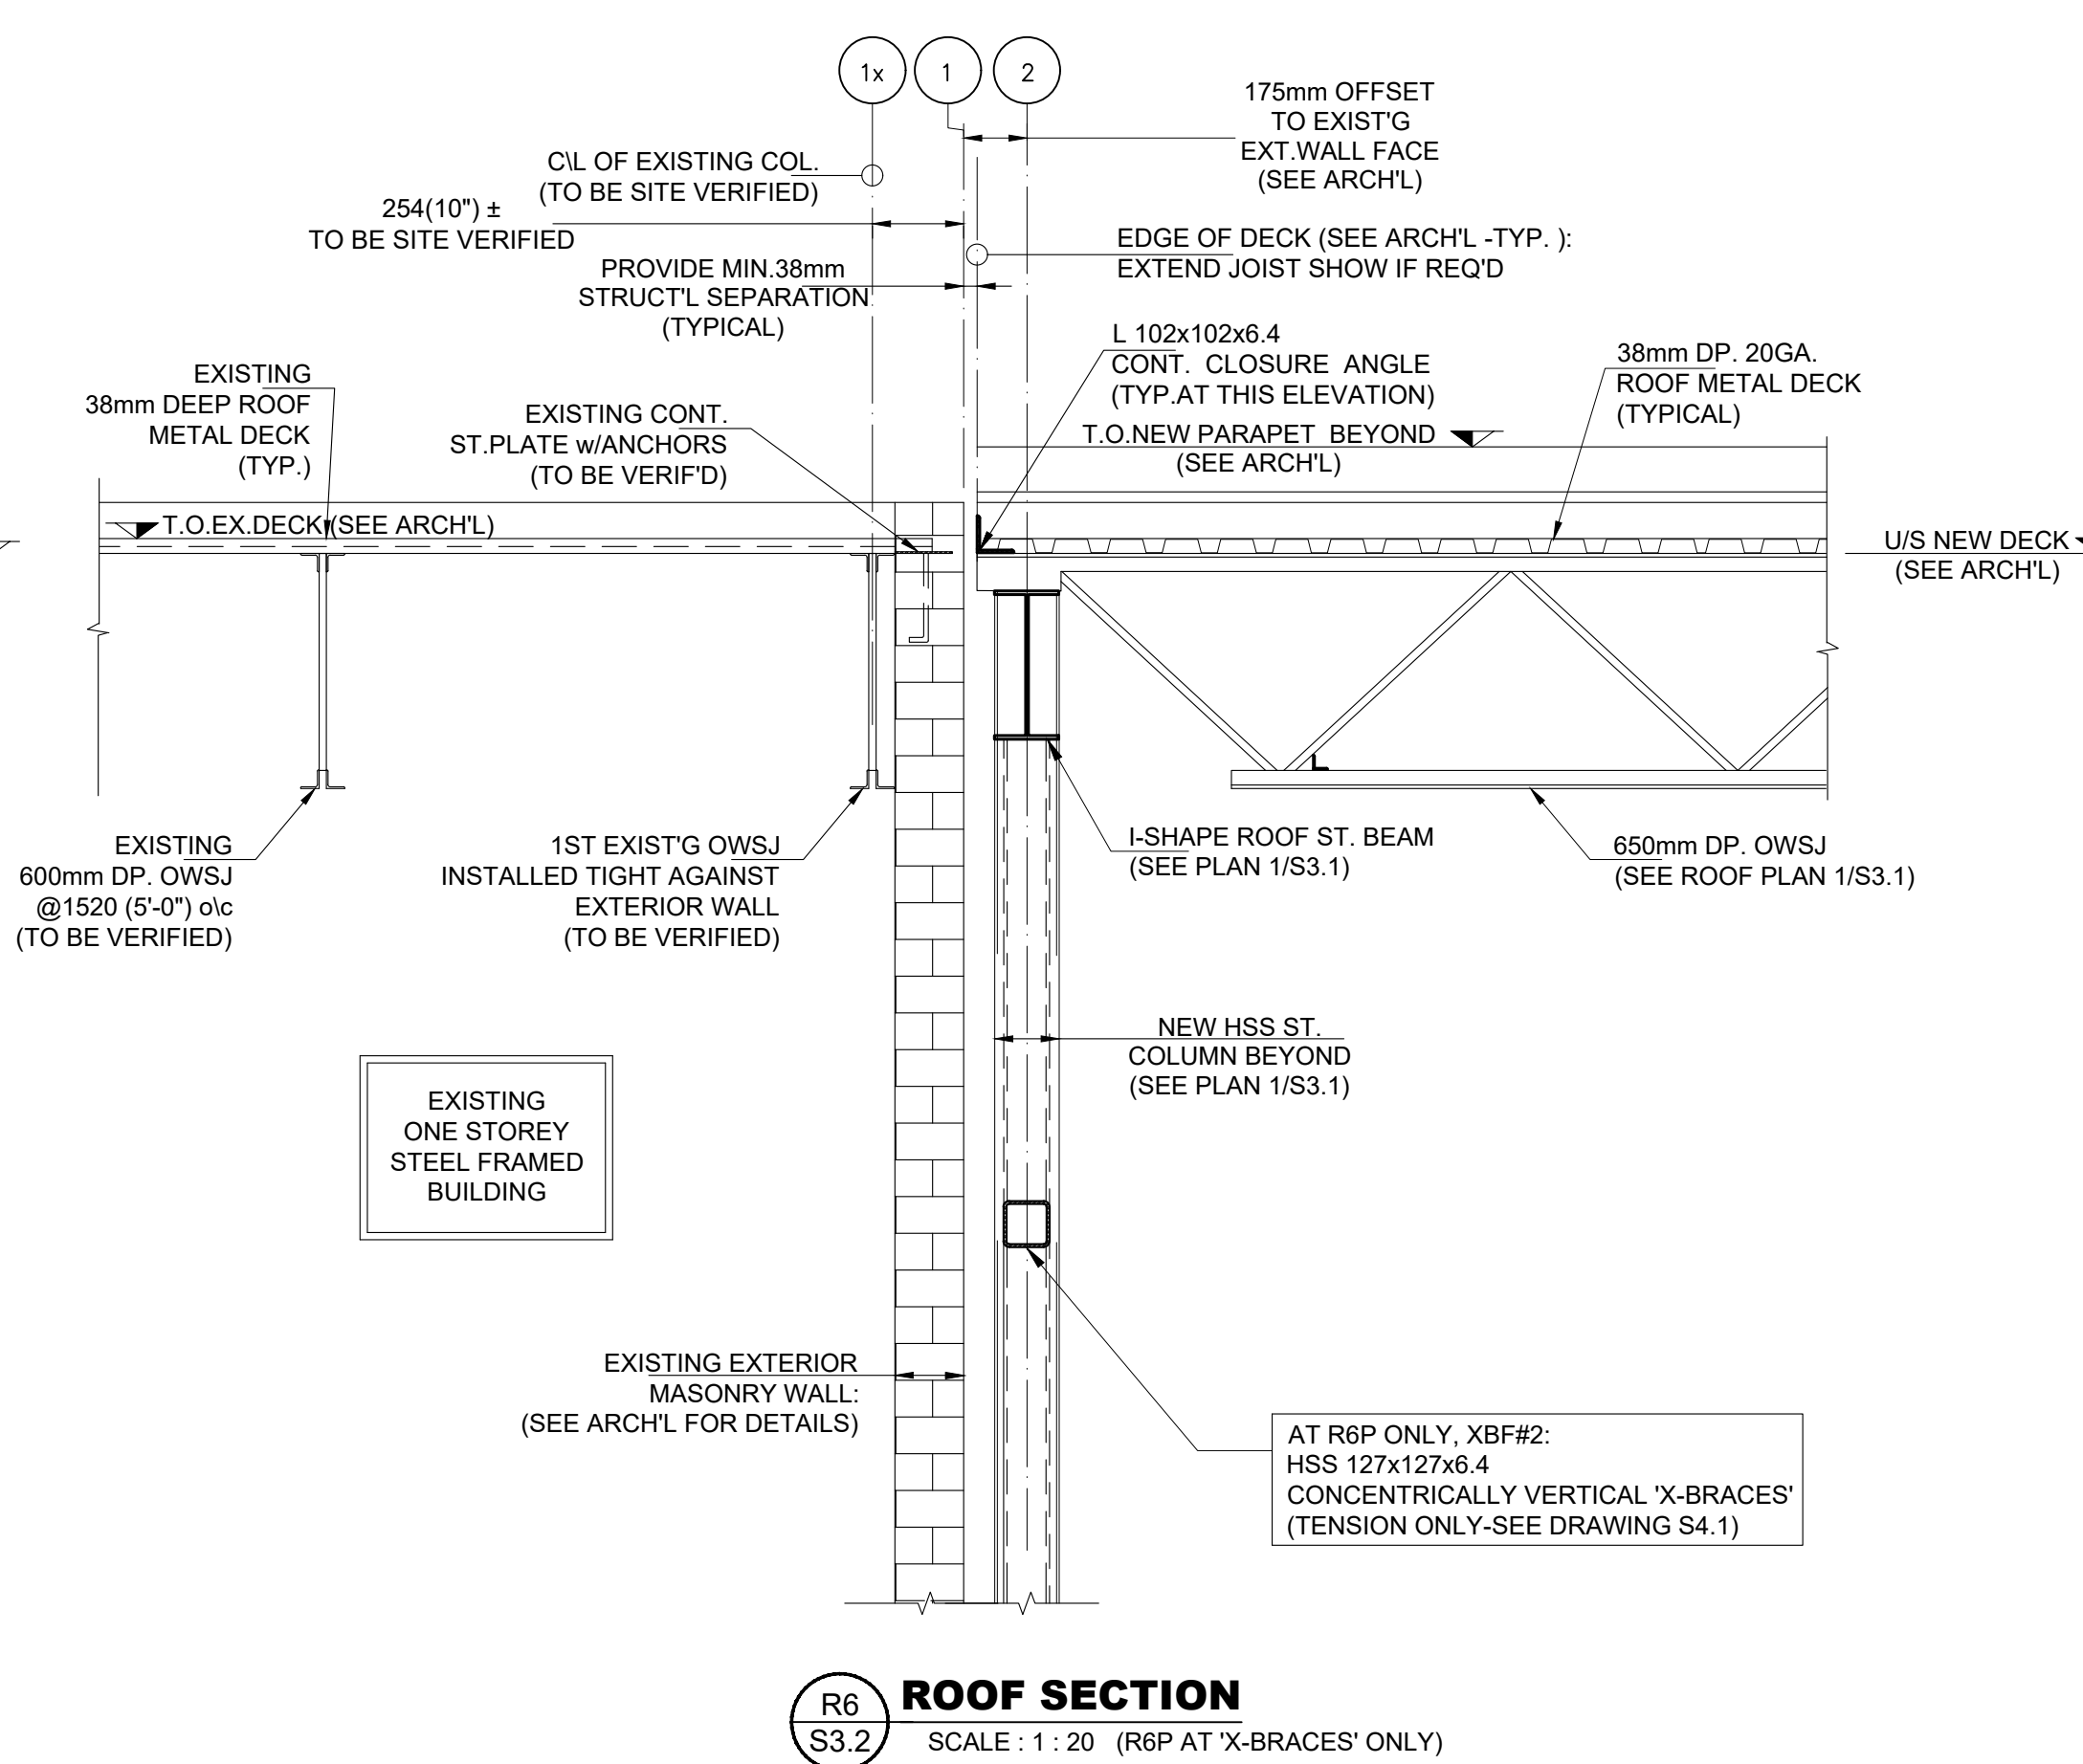 1x
1
2
175mm OFFSET
TO EXIST'G
EXT.WALL FACE
(SEE ARCH'L)
C\L OF EXISTING COL.
(TO BE SITE VERIFIED)
254(10") ±
TO BE SITE VERIFIED
EDGE OF DECK (SEE ARCH'L -TYP. ):
EXTEND JOIST SHOW IF REQ'D
PROVIDE MIN.38mm
STRUCT'L SEPARATION
(TYPICAL)
L 102x102x6.4
CONT. CLOSURE ANGLE
(TYP.AT THIS ELEVATION)
38mm DP. 20GA.
ROOF METAL DECK
(TYPICAL)
EXISTING
38mm DEEP ROOF
METAL DECK
(TYP.)
EXISTING CONT.
ST.PLATE w/ANCHORS
(TO BE VERIF'D)
T.O.NEW PARAPET BEYOND
(SEE ARCH'L)
T.O.EX.DECK (SEE ARCH'L)
U/S NEW DECK
(SEE ARCH'L)
EXISTING
600mm DP. OWSJ
@1520 (5'-0") o\c
(TO BE VERIFIED)
1ST EXIST'G OWSJ
INSTALLED TIGHT AGAINST
EXTERIOR WALL
(TO BE VERIFIED)
I-SHAPE ROOF ST. BEAM
(SEE PLAN 1/S3.1)
650mm DP. OWSJ
(SEE ROOF PLAN 1/S3.1)
NEW HSS ST.
COLUMN BEYOND
(SEE PLAN 1/S3.1)
EXISTING
ONE STOREY
STEEL FRAMED
BUILDING
EXISTING EXTERIOR
MASONRY WALL:
(SEE ARCH'L FOR DETAILS)
AT R6P ONLY, XBF#2:
HSS 127x127x6.4
CONCENTRICALLY VERTICAL 'X-BRACES'
(TENSION ONLY-SEE DRAWING S4.1)
R6
S3.2
ROOF SECTION
SCALE : 1 : 20 (R6P AT 'X-BRACES' ONLY)